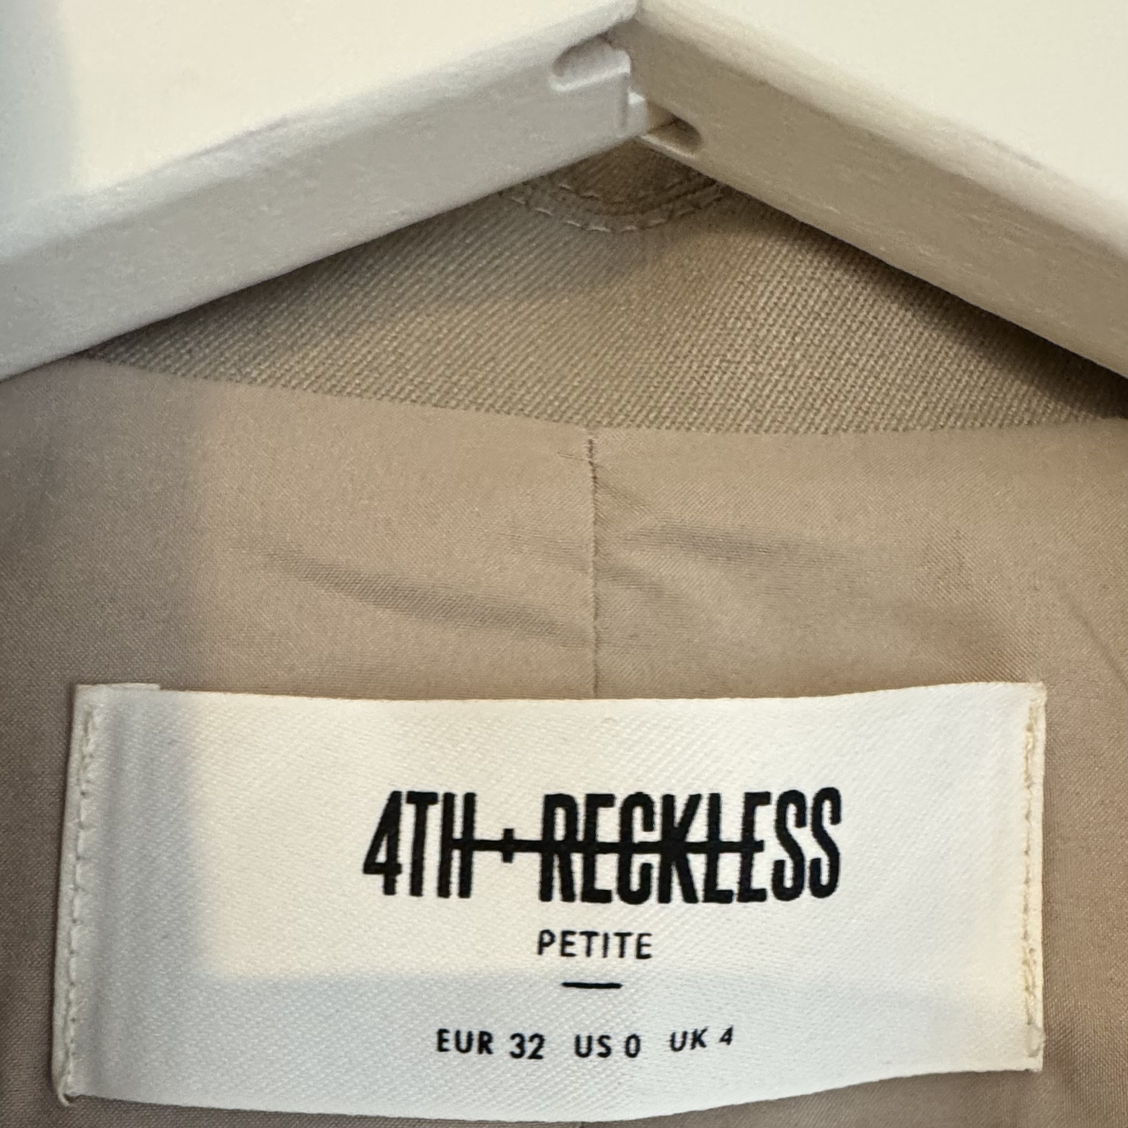 4TH+RECKLESS
PETITE
EUR 32 US 0 UK 4